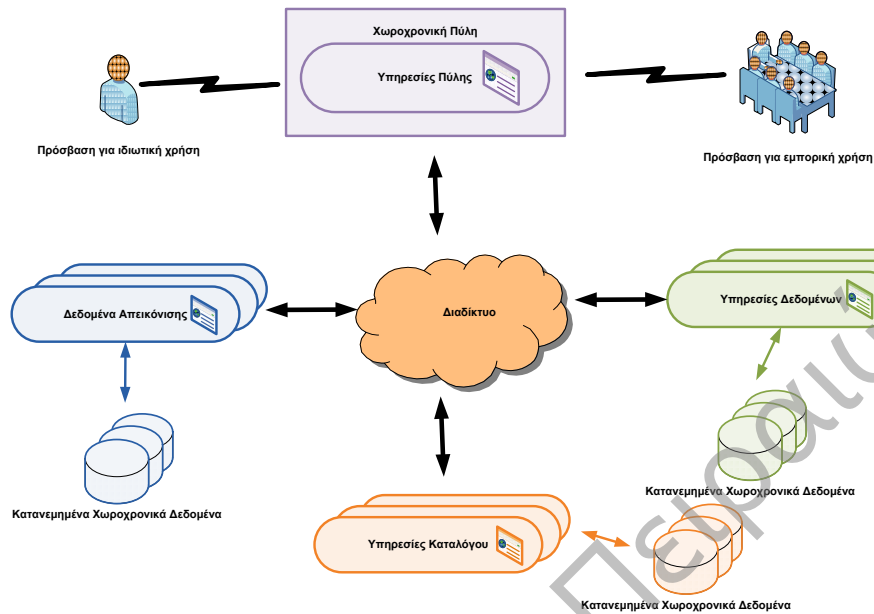 Χωροχρονική Πύλη
Υπηρεσίες Πύλης
Πρόσβαση για ιδιωτική χρήση
Πρόσβαση για εμπορική χρήση
Δεδομένα Απεικόνισης
Διαδίκτυο
Υπηρεσίες Δεδομένων
Κατανεμημένα Χωροχρονικά Δεδομένα
Κατανεμημένα Χωροχρονικά Δεδομένα
Υπηρεσίες Καταλόγου
Κατανεμημένα Χωροχρονικά Δεδομένα